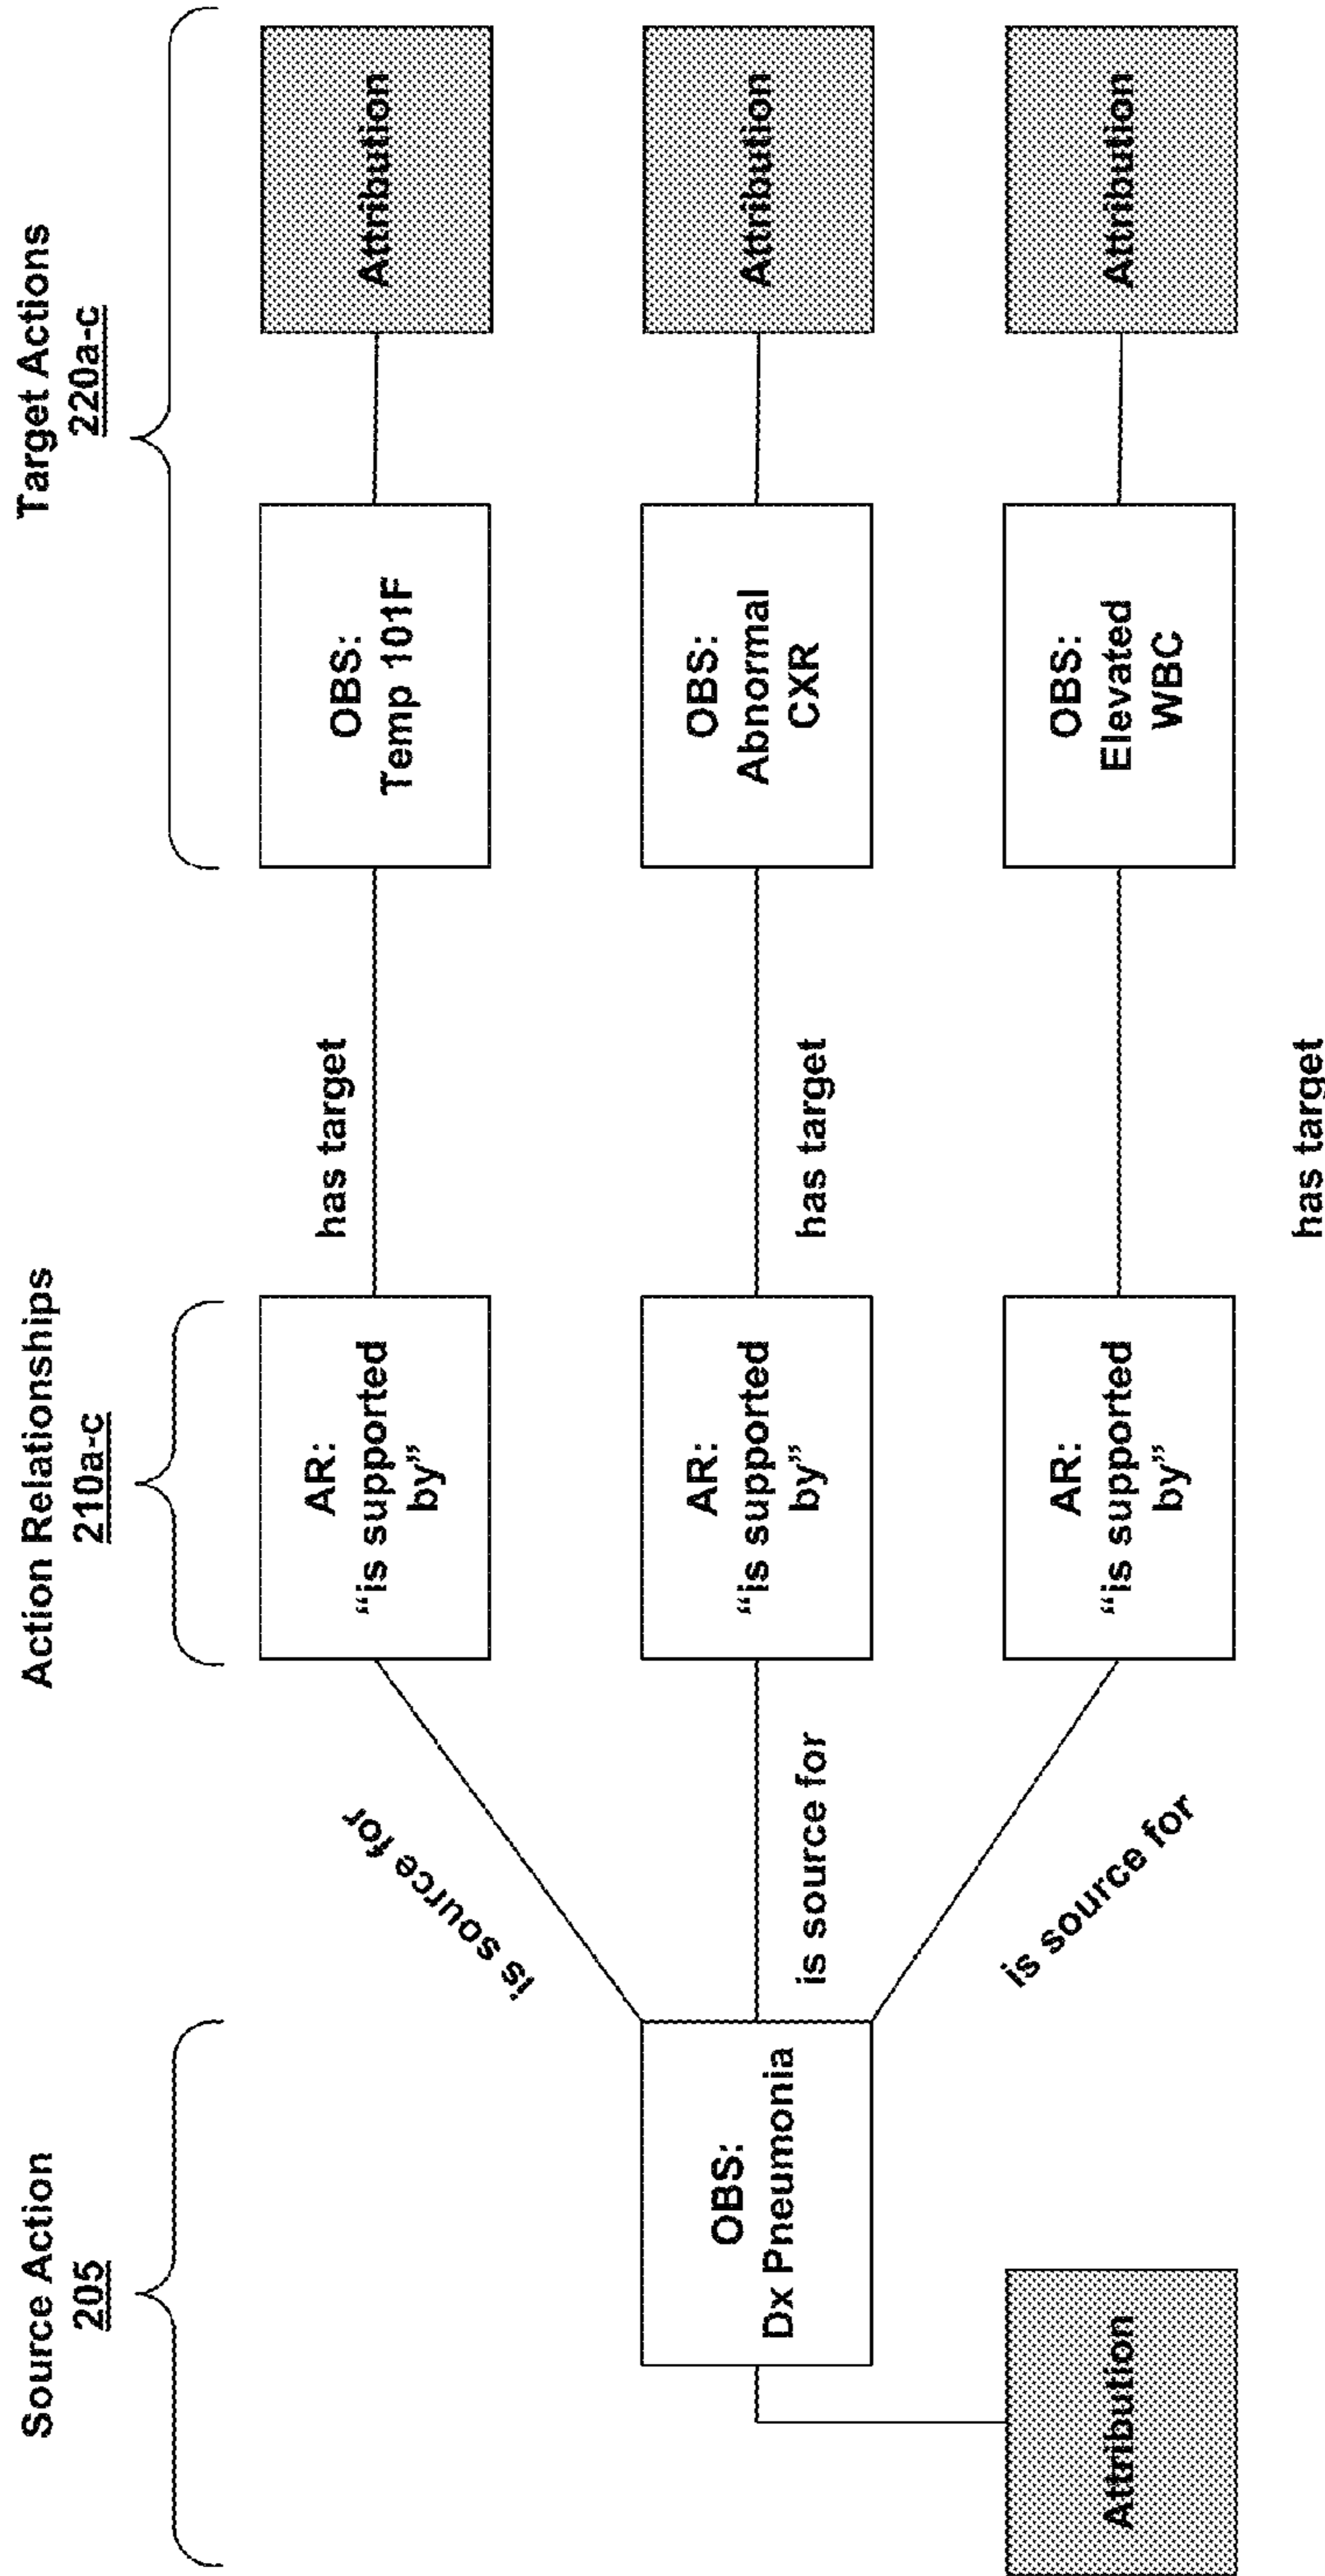 Source Action
205
Action Relationships
210a-c
Target Actions
220a-c
OBS:
Dx Pneumonia
Attribution
is source for
is source for
is source for
AR:
“is supported
by”
AR:
“is supported
by”
AR:
“is supported
by”
has target
has target
has target
OBS:
Temp 101F
OBS:
Abnormal
CXR
OBS:
Elevated
WBC
Attribution
Attribution
Attribution